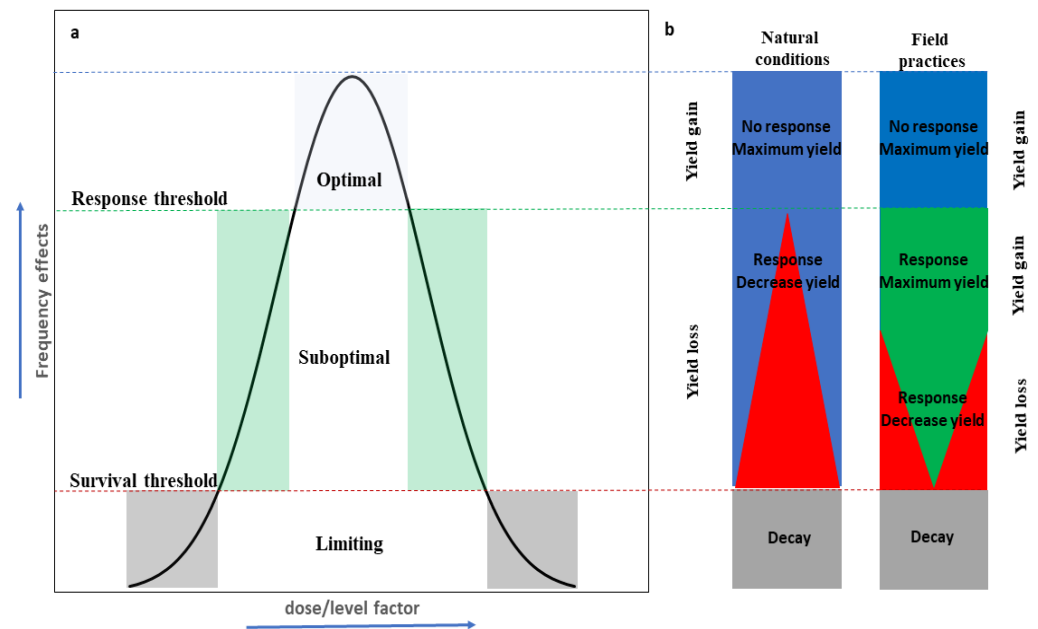 a
Optimal
Response threshold
Suboptimal
Survival threshold
Limiting
Frequency effects
dose/level factor
b
Natural
conditions
Field
practices
Yield gain
No response
Maximum yield
No response
Maximum yield
Yield gain
Yield loss
Response
Decrease yield
Response
Maximum yield
Yield gain
Response
Decrease yield
Yield loss
Decay
Decay